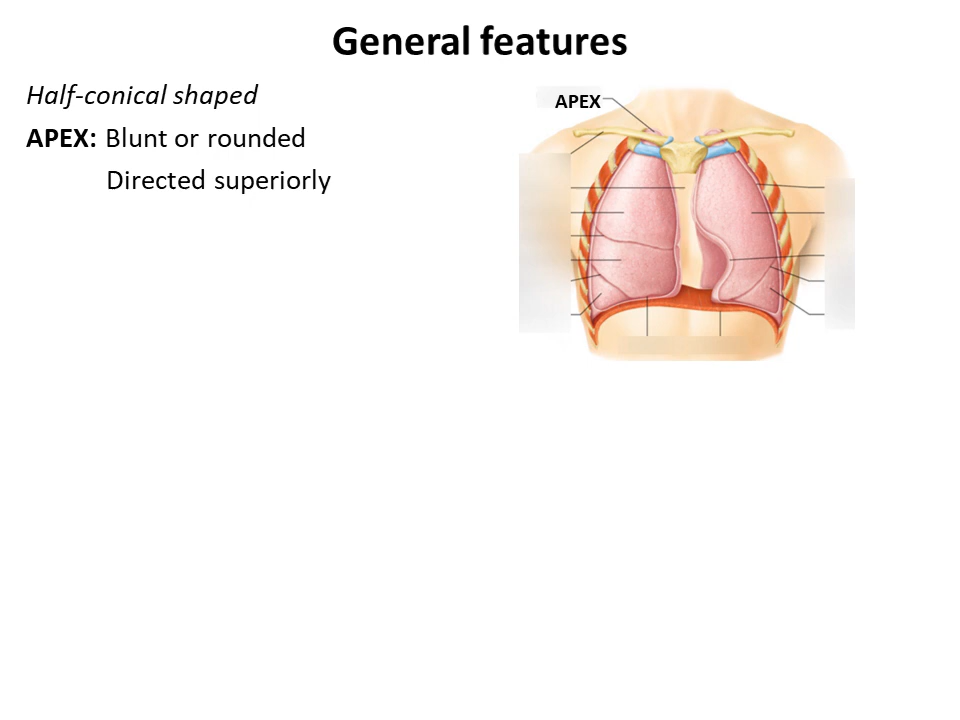 General features
Half-conical shaped
APEX: Blunt or rounded
Directed superiorly
APEX